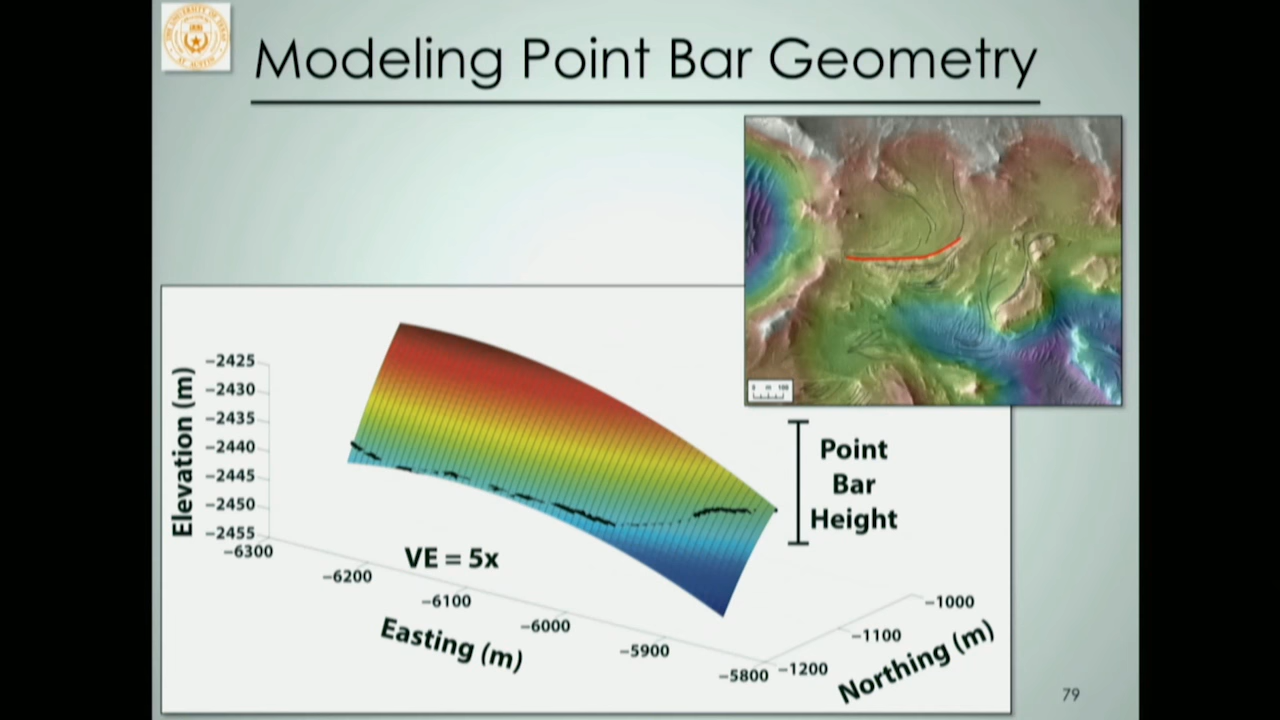 Modeling Point Bar Geometry
Elevation (m)
−2425
−2430
−2435
−2440
−2445
−2450
−2455
−6300
−6200
−6100
−6000
−5900
−5800
Easting (m)
VE = 5x
Point
Bar
Height
−1000
−1100
−1200
Northing (m)
79